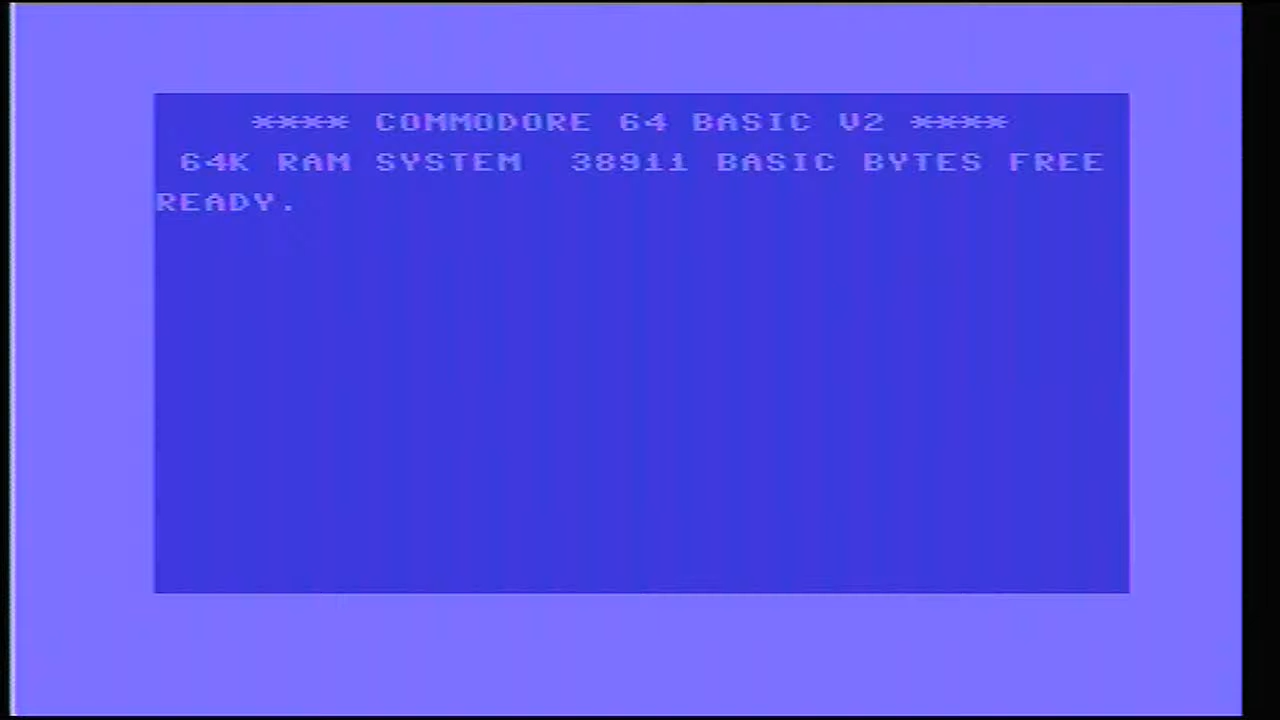 **** COMMODORE 64 BASIC V2 ****
64K RAM SYSTEM  38911 BASIC BYTES FREE
READY.